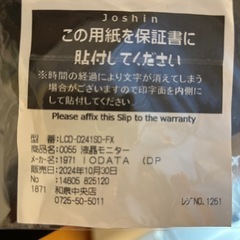 Joshin
この用紙を保証書に
貼付してください
※時間の経過により文字が消えてしまう
場合がございますので印字面を内側に
して貼付してください。
Please affix this Slip to the warranty
型 番:LCD-D241SD-FX
商品名:0055 液晶モニター
メーカー名:1971 IODATA (DP
販売日:2024年10月30日
No :14605 825120
1871 和泉中央店
0725-50-5011
レジNO.1251